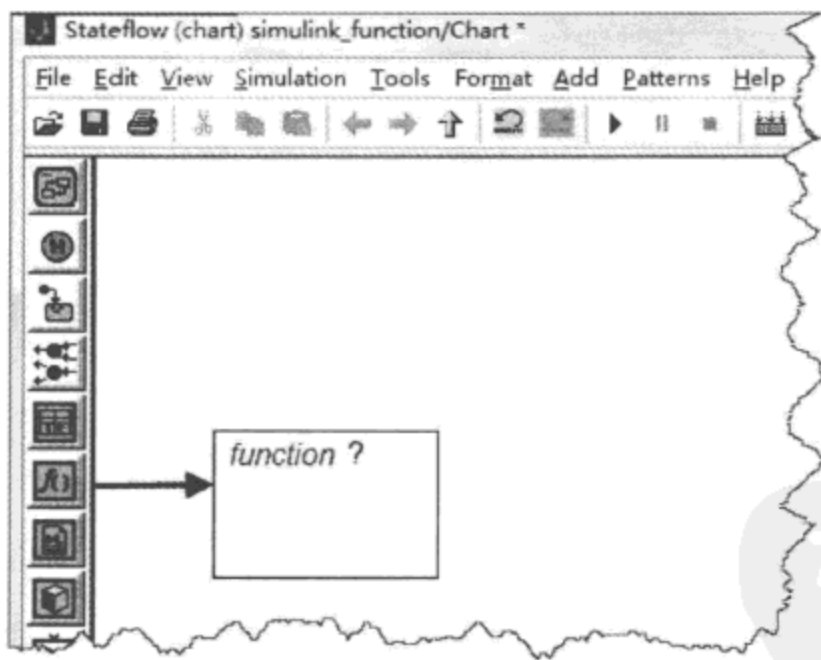 Stateflow (chart) simulink_function/Chart *
File Edit View Simulation Tools Format Add Patterns Help
f()
function ?